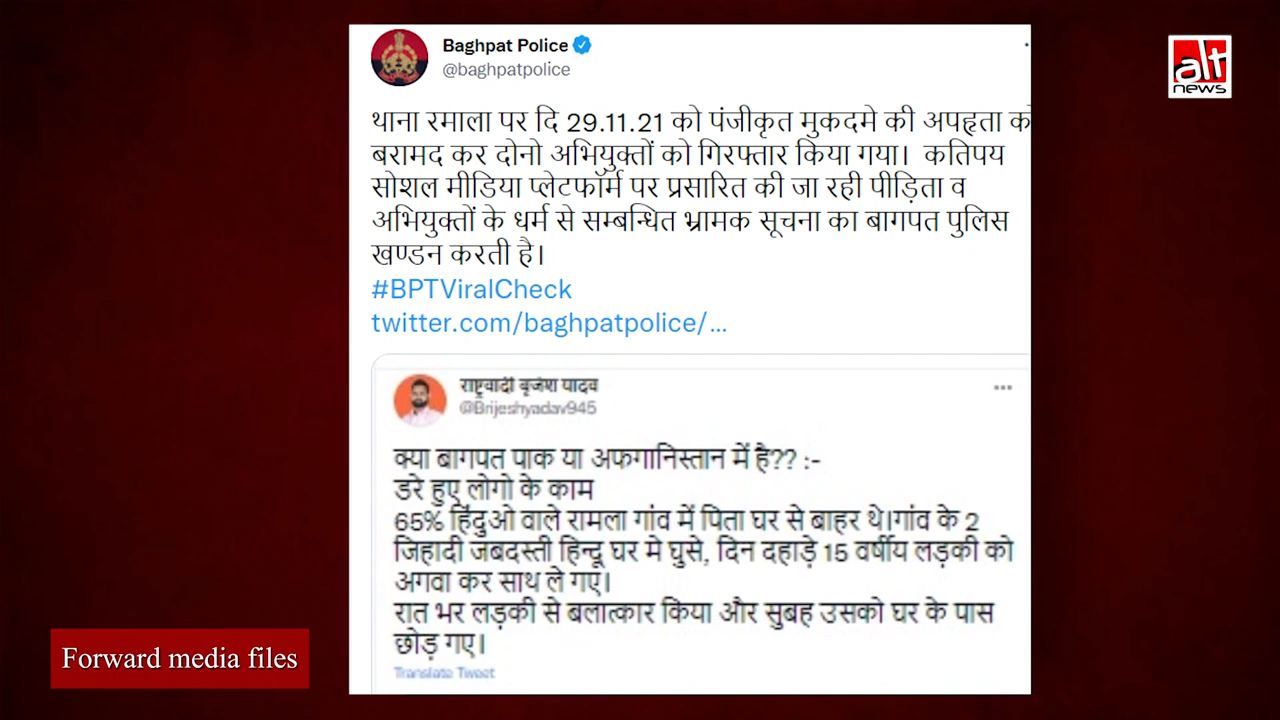 Baghpat Police
@baghpatpolice
थाना रमाला पर दि 29.11.21 को पंजीकृत मुकदमे की अपहृता को
बरामद कर दोनो अभियुक्तों को गिरफ्तार किया गया। कतिपय
सोशल मीडिया प्लेटफॉर्म पर प्रसारित की जा रही पीड़िता व
अभियुक्तों के धर्म से सम्बन्धित भ्रामक सूचना का बागपत पुलिस
खण्डन करती है।
#BPTViralCheck
twitter.com/baghpatpolice/...
राष्ट्रवादी बृजेश यादव
@Brijeshyadav945
क्या बागपत पाक या अफगानिस्तान में है?? :-
डरे हुए लोगो के काम
65% हिंदुओ वाले रामला गांव में पिता घर से बाहर थे।गांव के 2
जिहादी जबदस्ती हिन्दू घर मे घुसे, दिन दहाड़े 15 वर्षीय लड़की को
अगवा कर साथ ले गए।
रात भर लड़की से बलात्कार किया और सुबह उसको घर के पास
छोड़ गए।
Translate Tweet
alt
news
Forward media files